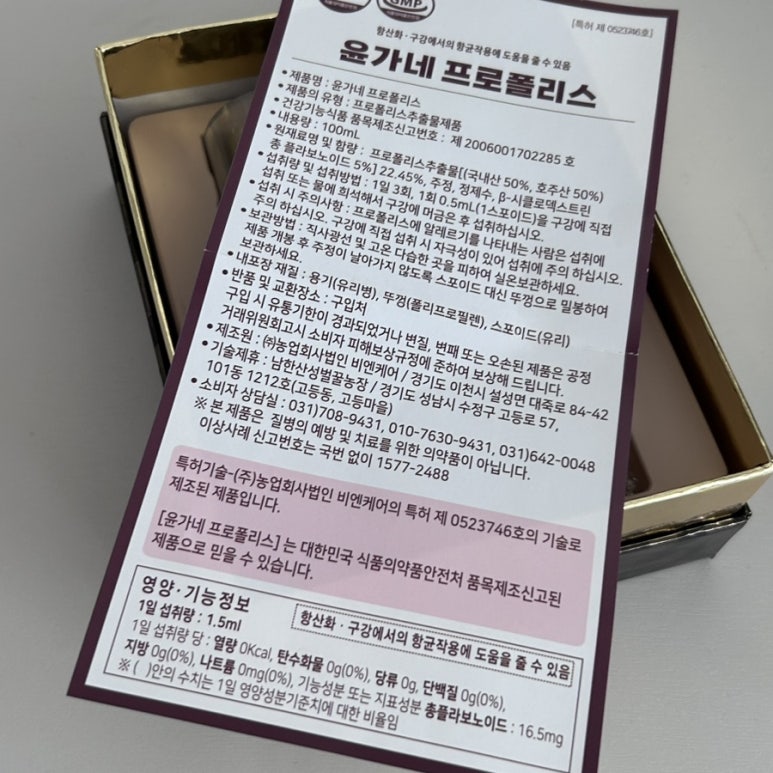 GMP
[특허 제 0523746호]
항산화 · 구강에서의 항균작용에 도움을 줄 수 있음
윤가네 프로폴리스
• 제품명 : 윤가네 프로폴리스
• 제품의 유형 : 프로폴리스추출물제품
• 건강기능식품 품목제조신고번호 : 제 2006001702285 호
• 내용량 : 100mL
• 원재료명 및 함량 : 프로폴리스추출물[(국내산 50%, 호주산 50%)
총 플라보노이드 5%] 22.45%, 주정, 정제수, β-시클로덱스트린
• 섭취량 및 섭취방법 : 1일 3회, 1회 0.5mL(1스포이드)을 구강에 직접
섭취 또는 물에 희석해서 구강에 머금은 후 섭취하십시오.
• 섭취 시 주의사항 : 프로폴리스에 알레르기를 나타내는 사람은 섭취에
주의 하십시오. 구강에 직접 섭취 시 자극성이 있어 섭취에 주의 하십시오.
• 보관방법 : 직사광선 및 고온 다습한 곳을 피하여 실온보관하세요.
제품 개봉 후 주정이 날아가지 않도록 스포이드 대신 뚜껑으로 밀봉하여
보관하세요.
• 내포장 재질 : 용기(유리병), 뚜껑(폴리프로필렌), 스포이드(유리)
• 반품 및 교환장소 : 구입처
구입 시 유통기한이 경과되었거나 변질, 변패 또는 오손된 제품은 공정
거래위원회고시 소비자 피해보상규정에 준하여 보상해 드립니다.
• 제조원 : ㈜농업회사법인 비엔케어 / 경기도 이천시 설성면 대죽로 84-42
• 기술제휴 : 남한산성벌꿀농장 / 경기도 성남시 수정구 고등로 57,
101동 1212호(고등동, 고등마을)
• 소비자 상담실 : 031)708-9431, 010-7630-9431, 031)642-0048
※ 본 제품은 질병의 예방 및 치료를 위한 의약품이 아닙니다.
이상사례 신고번호는 국번 없이 1577-2488
특허기술-(주)농업회사법인 비엔케어의 특허 제 0523746호의 기술로
제조된 제품입니다.
[윤가네 프로폴리스] 는 대한민국 식품의약품안전처 품목제조신고된
제품으로 믿을 수 있습니다.
영양 · 기능정보
항산화 · 구강에서의 항균작용에 도움을 줄 수 있음
1일 섭취량 : 1.5ml
1일 섭취량 당 : 열량 0Kcal, 탄수화물 0g(0%), 당류 0g, 단백질 0g(0%),
지방 0g(0%), 나트륨 0mg(0%), 기능성분 또는 지표성분 총플라보노이드 : 16.5mg
※ ( )안의 수치는 1일 영양성분기준치에 대한 비율임